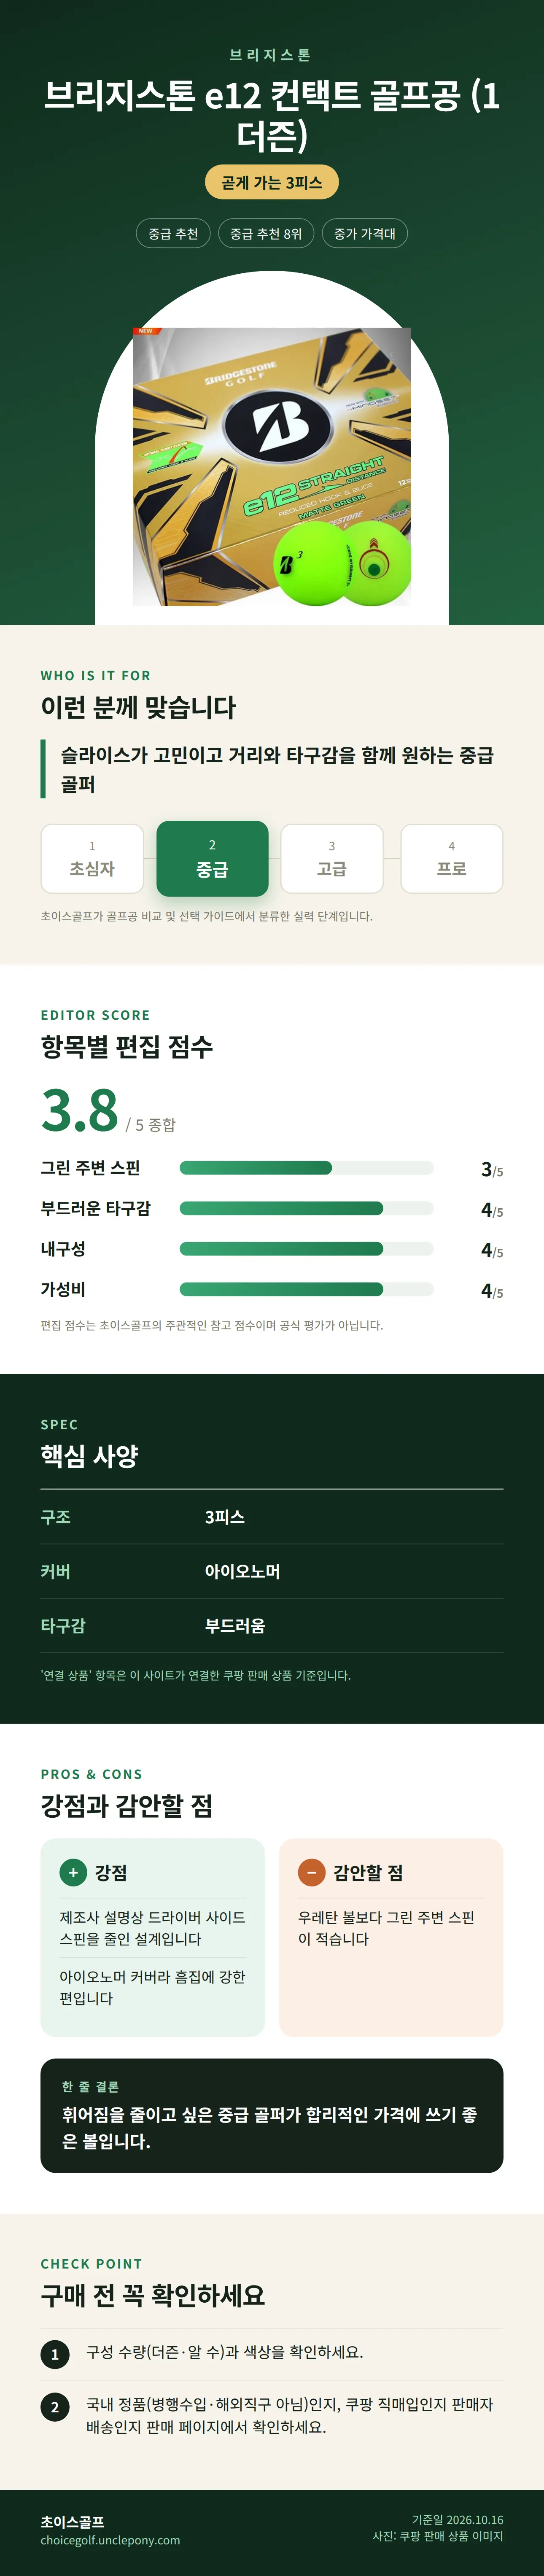 브리지스톤
브리지스톤 e12 컨택트 골프공 (1
더즌)
곧게 가는 3피스
중급 추천
중급 추천 8위
중가 가격대
NEW
BRIDGESTONE
GOLF
B
e12 STRAIGHT
DISTANCE
REDUCED HOOK & SLICE
MATTE GREEN
B 3
WHO IS IT FOR
이런 분께 맞습니다
슬라이스가 고민이고 거리와 타구감을 함께 원하는 중급
골퍼
1
초심자
2
중급
3
고급
4
프로
초이스골프가 골프공 비교 및 선택 가이드에서 분류한 실력 단계입니다.
EDITOR SCORE
항목별 편집 점수
3.8 / 5 종합
그린 주변 스핀 3/5
부드러운 타구감 4/5
내구성 4/5
가성비 4/5
편집 점수는 초이스골프의 주관적인 참고 점수이며 공식 평가가 아닙니다.
SPEC
핵심 사양
구조 3피스
커버 아이오노머
타구감 부드러움
'연결 상품' 항목은 이 사이트가 연결한 쿠팡 판매 상품 기준입니다.
PROS & CONS
강점과 감안할 점
+ 강점
제조사 설명상 드라이버 사이드
스핀을 줄인 설계입니다
아이오노머 커버라 흠집에 강한
편입니다
− 감안할 점
우레탄 볼보다 그린 주변 스핀
이 적습니다
한 줄 결론
휘어짐을 줄이고 싶은 중급 골퍼가 합리적인 가격에 쓰기 좋
은 볼입니다.
CHECK POINT
구매 전 꼭 확인하세요
1 구성 수량(더즌·알 수)과 색상을 확인하세요.
2 국내 정품(병행수입·해외직구 아님)인지, 쿠팡 직매입인지 판매자
배송인지 판매 페이지에서 확인하세요.
초이스골프
choicegolf.unclepony.com
기준일 2026.10.16
사진: 쿠팡 판매 상품 이미지